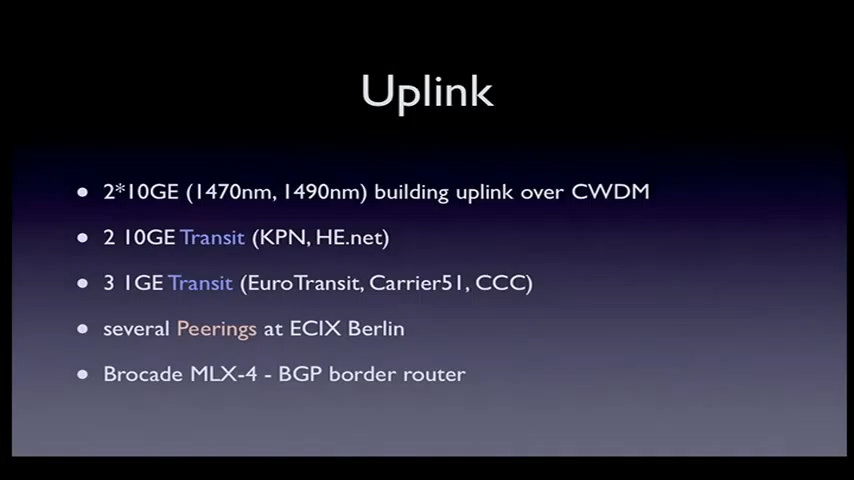 Uplink
• 2*10GE (1470nm, 1490nm) building uplink over CWDM
• 2 10GE Transit (KPN, HE.net)
• 3 1GE Transit (EuroTransit, Carrier51, CCC)
• several Peerings at ECIX Berlin
• Brocade MLX-4 - BGP border router